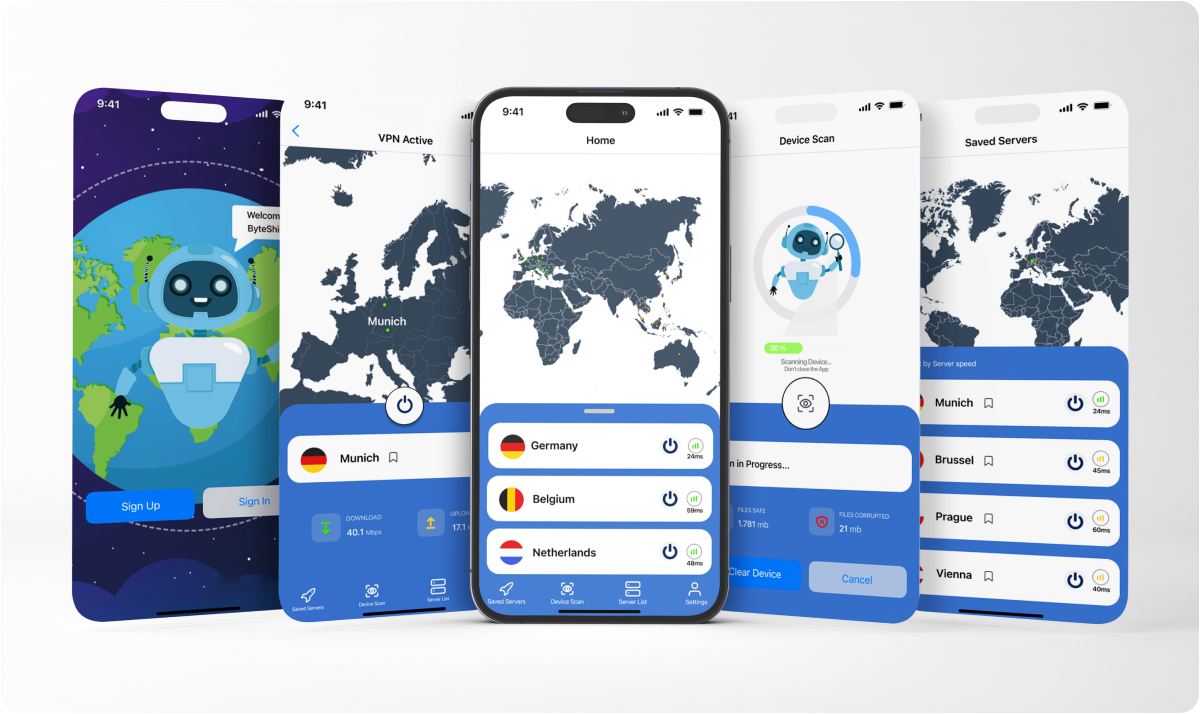 9:41
Welcom
ByteShi
Sign Up
Sign In
9:41
VPN Active
Munich
Munich
DOWNLOAD
40.1 Mbps
UPLOA
17.1
Saved Servers
Device Scan
Server List
9:41
Home
Germany
24ms
Belgium
59ms
Netherlands
48ms
Saved Servers
Device Scan
Server List
Settings
41
Device Scan
30 %
Scanning Device...
Don't close the App
n in Progress...
FILES SAFE
1.781 mb
FILES CORRUPTED
21 mb
Clear Device
Cancel
Saved Servers
by Server speed
Munich
24ms
Brussel
45ms
Prague
60ms
Vienna
40ms